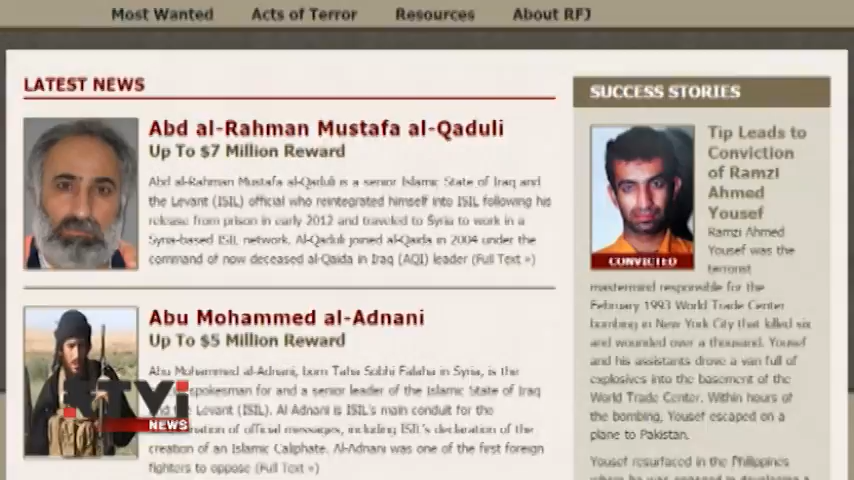 Most Wanted Acts of Terror Resources About RFJ
LATEST NEWS
Abd al-Rahman Mustafa al-Qaduli
Up To $7 Million Reward
Abd al-Rahman Mustafa al-Qaduli is a senior Islamic State of Iraq and
the Levant (ISIL) official who reintegrated himself into ISIL following his
release from prison in early 2012 and traveled to Syria to work in a
Syria-based ISIL network. Al-Qaduli joined al-Qaida in 2004 under the
command of now deceased al-Qaida in Iraq (AQI) leader (Full Text »)
Abu Mohammed al-Adnani
Up To $5 Million Reward
Abu Mohammed al-Adnani, born Taha Sobhi Falaha in Syria, is the
spokesman for and a senior leader of the Islamic State of Iraq
and the Levant (ISIL). Al Adnani is ISIL's main conduit for the
of official messages, including ISIL's declaration of the
creation of an Islamic Caliphate. Al-Adnani was one of the first foreign
fighters to oppose (Full Text »)
RTVi
NEWS
SUCCESS STORIES
CONVICTED
Tip Leads to
Conviction
of Ramzi
Ahmed
Yousef
Ramzi Ahmed
Yousef was the
terrorist
mastermind responsible for the
February 1993 World Trade Center
bombing in New York City that killed six
and wounded over a thousand. Yousef
and his assistants drove a van full of
explosives into the basement of the
World Trade Center. Within hours of
the bombing, Yousef escaped on a
plane to Pakistan.
Yousef resurfaced in the Philippines